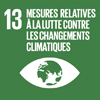 13 MESURES RELATIVES
À LA LUTTE CONTRE
LES CHANGEMENTS
CLIMATIQUES